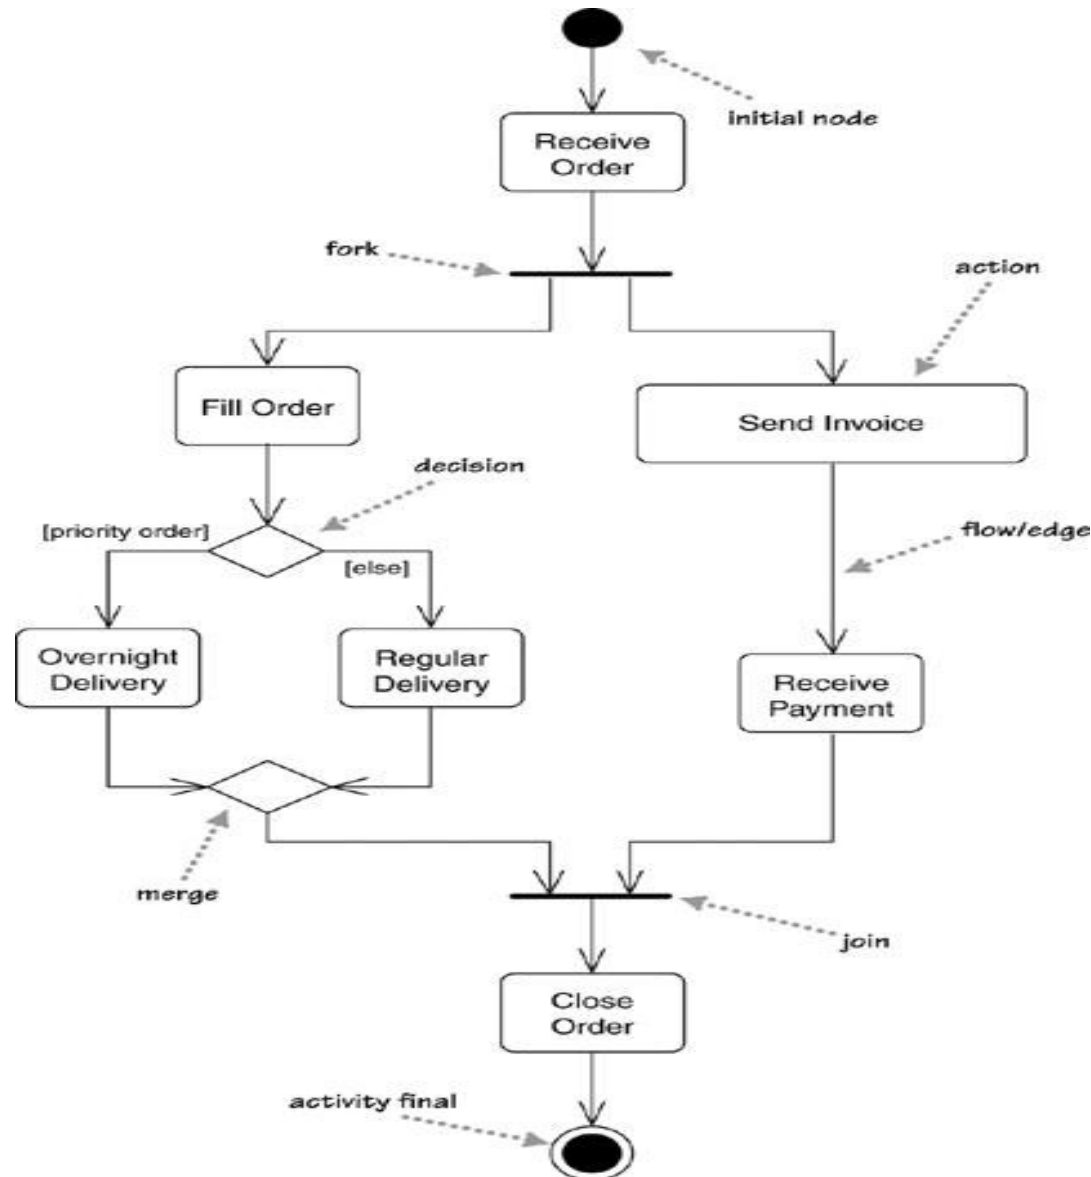 initial node
Receive
Order
fork
action
Fill Order
Send Invoice
decision
[priority order]
[else]
flow/edge
Overnight
Delivery
Regular
Delivery
Receive
Payment
merge
join
Close
Order
activity final